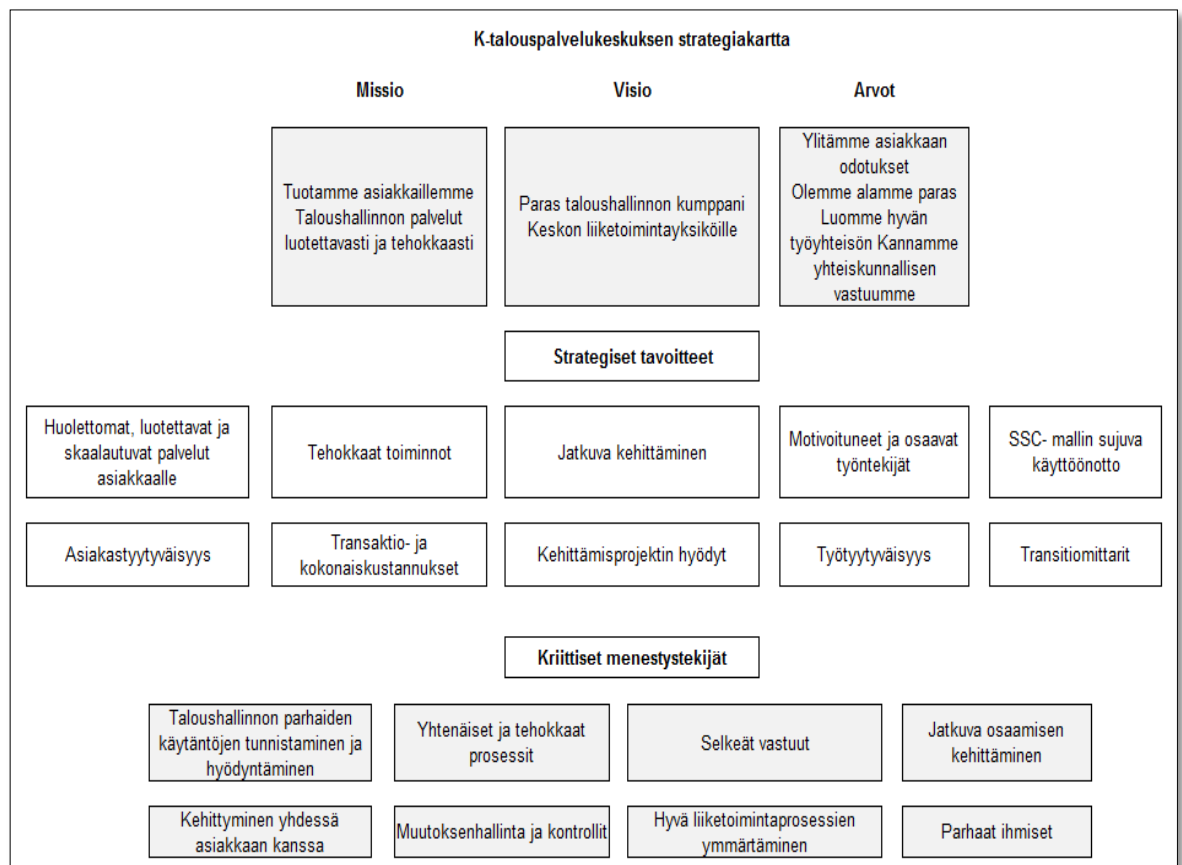 K-talouspalvelukeskuksen strategiakartta
Missio
Visio
Arvot
Tuotamme asiakkaillemme
Taloushallinnon palvelut
luotettavasti ja tehokkaasti
Paras taloushallinnon kumppani
Keskon liiketoimintayksiköille
Ylitämme asiakkaan
odotukset
Olemme alamme paras
Luomme hyvän
työyhteisön Kannamme
yhteiskunnallisen
vastuumme
Strategiset tavoitteet
Huolettomat, luotettavat ja
skaalautuvat palvelut
asiakkaalle
Tehokkaat toiminnot
Jatkuva kehittäminen
Motivoituneet ja osaavat
työntekijät
SSC- mallin sujuva
käyttöönotto
Asiakastyytyväisyys
Transaktio- ja
kokonaiskustannukset
Kehittämisprojektin hyödyt
Työtyytyväisyys
Transitiomittarit
Kriittiset menestystekijät
Taloushallinnon parhaiden
käytäntöjen tunnistaminen ja
hyödyntäminen
Yhtenäiset ja tehokkaat
prosessit
Selkeät vastuut
Jatkuva osaamisen
kehittäminen
Kehittyminen yhdessä
asiakkaan kanssa
Muutoksenhallinta ja kontrollit
Hyvä liiketoimintaprosessien
ymmärtäminen
Parhaat ihmiset